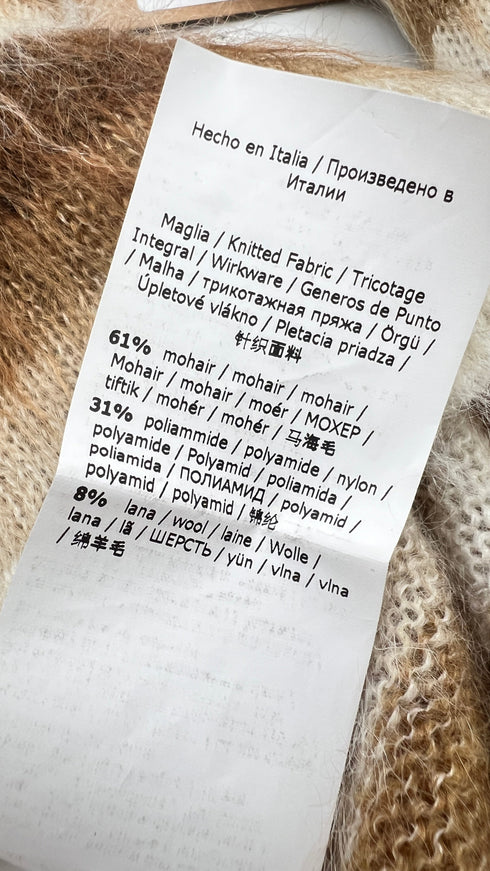 Hecho en Italia / Произведено в
Италии
Maglia / Knitted Fabric / Tricotage
Integral / Wirkware / Generos de Punto
/ Malha / трикотажная пряжа / Örgü /
Úpletové vlákno / Pletacia priadza /
针织面料
61% mohair / mohair / mohair /
Mohair / mohair / moér / МОХЕР /
tiftik / mohér / mohér / 马海毛
31% poliammide / polyamide / nylon /
polyamide / Polyamid / poliamida /
poliamida / ПОЛИАМИД / polyamid /
polyamid / polyamid / 锦纶
8% lana / wool / laine / Wolle /
lana / lã / ШЕРСТЬ / yün / vlna / vlna
/ 绵羊毛